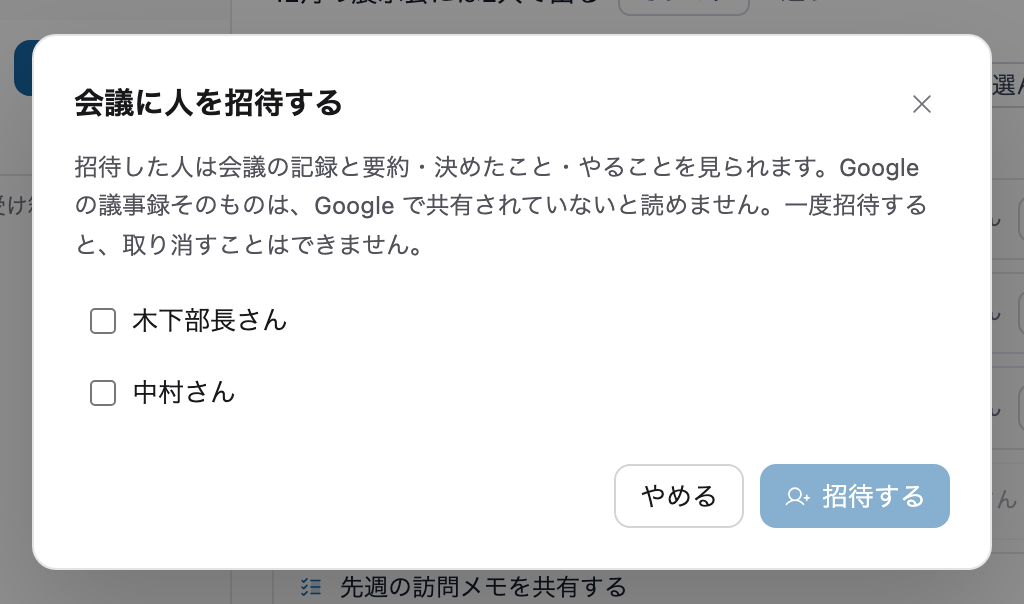 会議に人を招待する
選
招待した人は会議の記録と要約・決めたこと・やることを見られます。Google
の議事録そのものは、Google で共有されていないと読めません。一度招待する
と、取り消すことはできません。
木下部長さん
中村さん
やめる
招待する
ん
先週の訪問メモを共有する